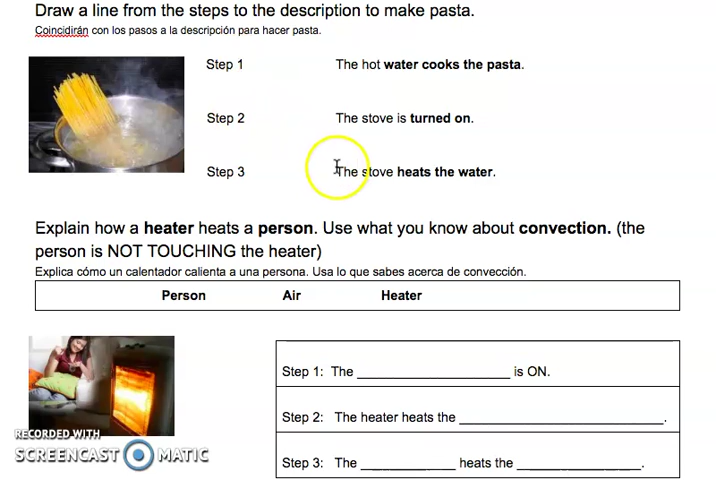 Draw a line from the steps to the description to make pasta.
Coincidirán con los pasos a la descripción para hacer pasta.
Step 1 The hot water cooks the pasta.
Step 2 The stove is turned on.
Step 3 The stove heats the water.
Explain how a heater heats a person. Use what you know about convection. (the
person is NOT TOUCHING the heater)
Explica cómo un calentador calienta a una persona. Usa lo que sabes acerca de convección.
Person Air Heater
Step 1: The ____________________ is ON.
Step 2: The heater heats the ___________________________.
Step 3: The ____________ heats the ________________.
RECORDED WITH
SCREENCAST O MATIC